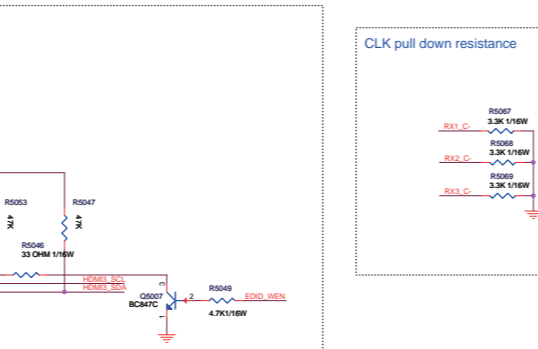 CLK pull down resistance
R5067
3.3K 1/16W
RX1_C-
R5068
3.3K 1/16W
RX2_C-
R5069
3.3K 1/16W
RX3_C-
R5053
47K
R5047
47K
R5046
33 OHM 1/16W
HDMI3_SCL
HDMI3_SDA
Q5007
BC847C
3
2
1
R5049
4.7K1/16W
EDID_WEN